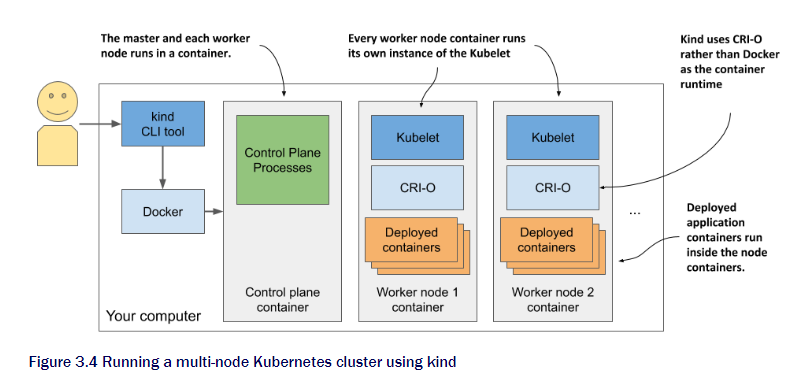 The master and each worker
node runs in a container.
Every worker node container runs
its own instance of the Kubelet
Kind uses CRI-O
rather than Docker
as the container
runtime
kind
CLI tool
Docker
Control Plane
Processes
Control plane
container
Kubelet
CRI-O
Deployed
containers
Worker node 1
container
Kubelet
CRI-O
Deployed
containers
Worker node 2
container
...
Deployed
application
containers run
inside the node
containers.
Your computer
Figure 3.4 Running a multi-node Kubernetes cluster using kind